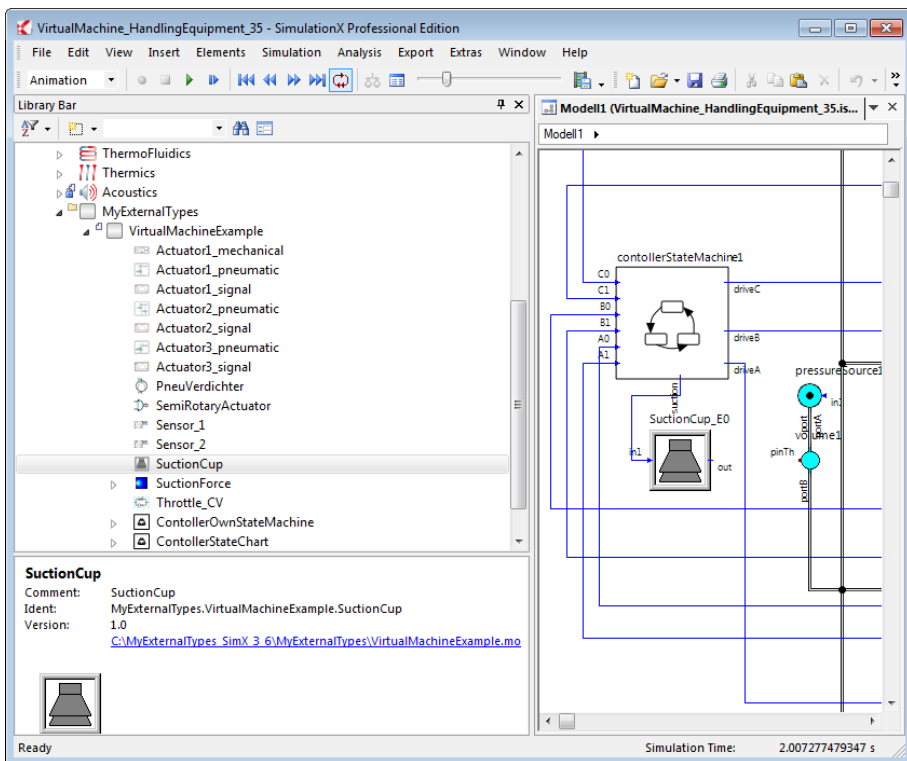 VirtualMachine_HandlingEquipment_35 - SimulationX Professional Edition
File Edit View Insert Elements Simulation Analysis Export Extras Window Help
Animation
Library Bar
ThermoFluidics
Thermics
Acoustics
MyExternalTypes
VirtualMachineExample
Actuator1_mechanical
Actuator1_pneumatic
Actuator1_signal
Actuator2_pneumatic
Actuator2_signal
Actuator3_pneumatic
Actuator3_signal
PneuVerdichter
SemiRotaryActuator
Sensor_1
Sensor_2
SuctionCup
SuctionForce
Throttle_CV
ContollerOwnStateMachine
ContollerStateChart
SuctionCup
Comment: SuctionCup
Ident: MyExternalTypes.VirtualMachineExample.SuctionCup
Version: 1.0
C:\MyExternalTypes_SimX_3_6\MyExternalTypes\VirtualMachineExample.mo
Modell1 (VirtualMachine_HandlingEquipment_35.is...
Modell1
contollerStateMachine1
C0
C1
B0
B1
A0
A1
driveC
driveB
driveA
suction
SuctionCup_E0
in1
out
pressureSource1
in1
port
portA
volume1
pinTh
portB
Ready
Simulation Time: 2.007277479347 s